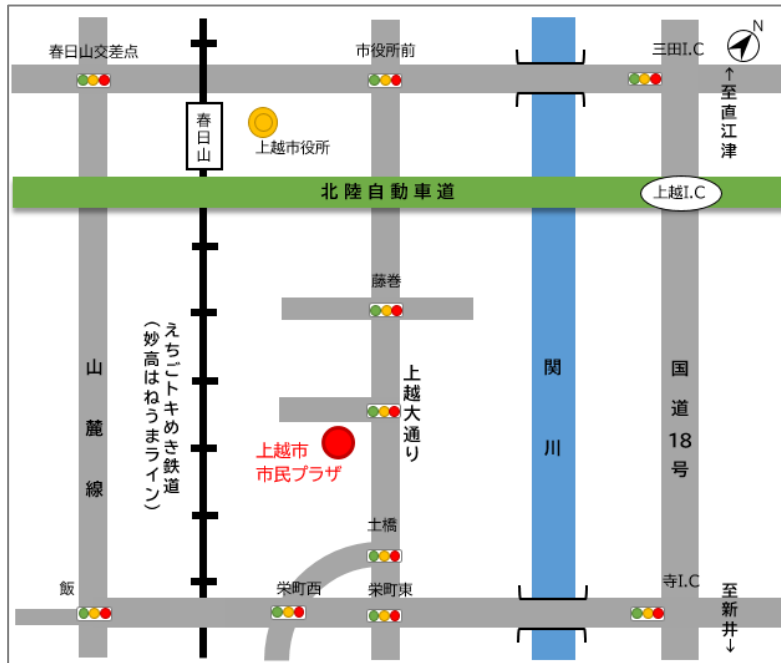 春日山交差点
市役所前
三田I.C
N
↑至直江津
春日山
上越市役所
北陸自動車道
上越I.C
藤巻
えちごトキめき鉄道
(妙高はねうまライン)
山麓線
上越大通り
関川
国道18号
上越市
市民プラザ
土橋
飯
栄町西
栄町東
寺I.C
至新井↓